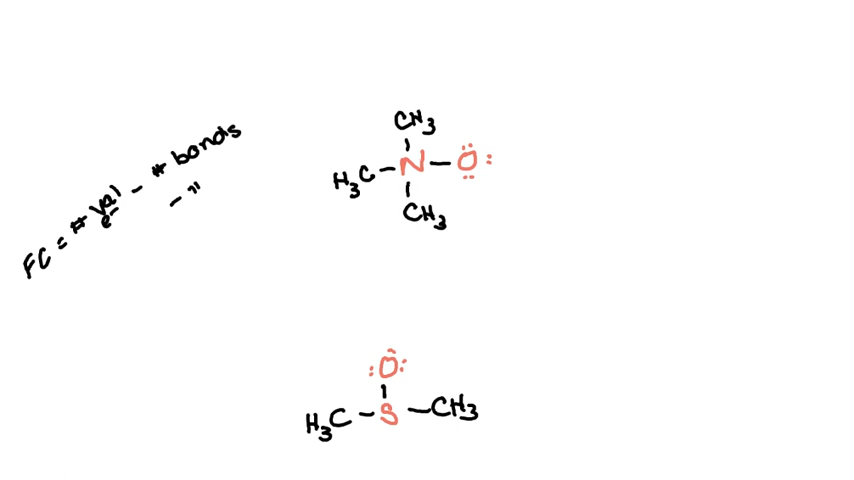 FC = # val e⁻ - # bonds
- "
CH₃
H₃C - N - Ö:
CH₃
:Ö:
H₃C - S - CH₃